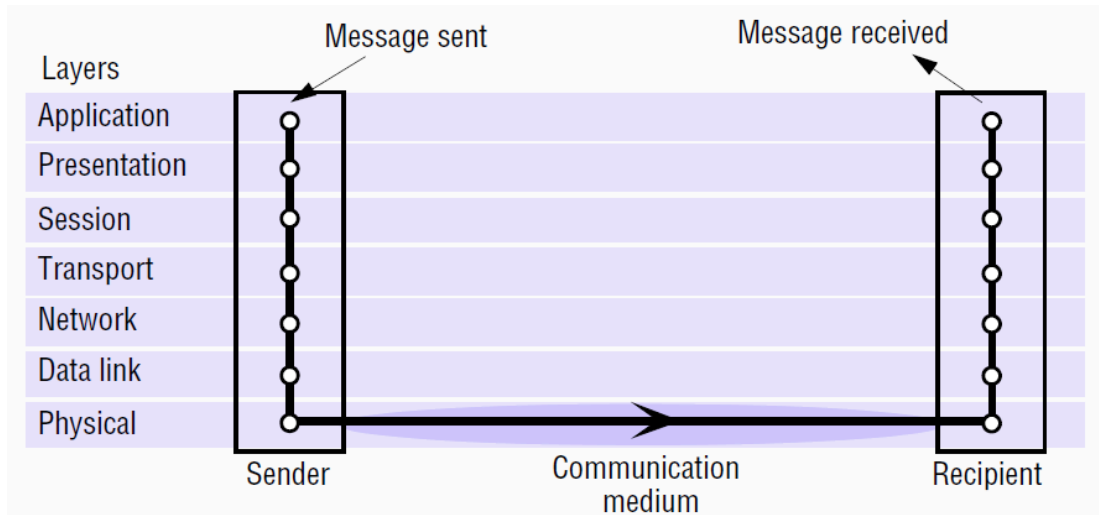 Message sent
Message received
Layers
Application
Presentation
Session
Transport
Network
Data link
Physical
Sender
Communication
medium
Recipient